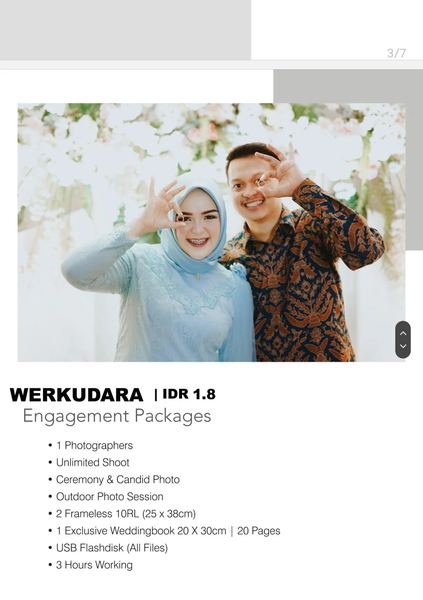 3/7
WERKUDARA | IDR 1.8
Engagement Packages
• 1 Photographers
• Unlimited Shoot
• Ceremony & Candid Photo
• Outdoor Photo Session
• 2 Frameless 10RL (25 x 38cm)
• 1 Exclusive Weddingbook 20 X 30cm | 20 Pages
• USB Flashdisk (All Files)
• 3 Hours Working